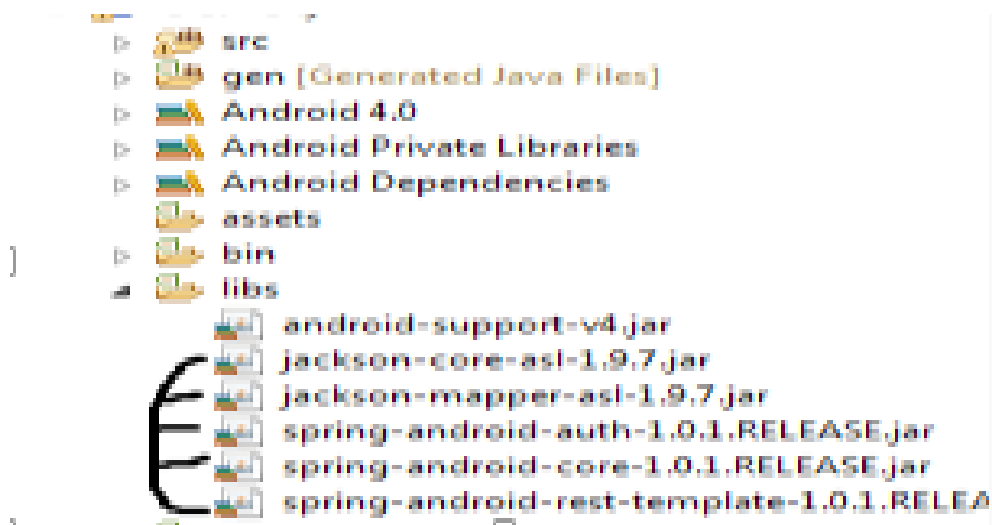 src
gen [Generated Java Files]
Android 4.0
Android Private Libraries
Android Dependencies
assets
bin
libs
android-support-v4.jar
jackson-core-asl-1.9.7.jar
jackson-mapper-asl-1.9.7.jar
spring-android-auth-1.0.1.RELEASE.jar
spring-android-core-1.0.1.RELEASE.jar
spring-android-rest-template-1.0.1.RELEA